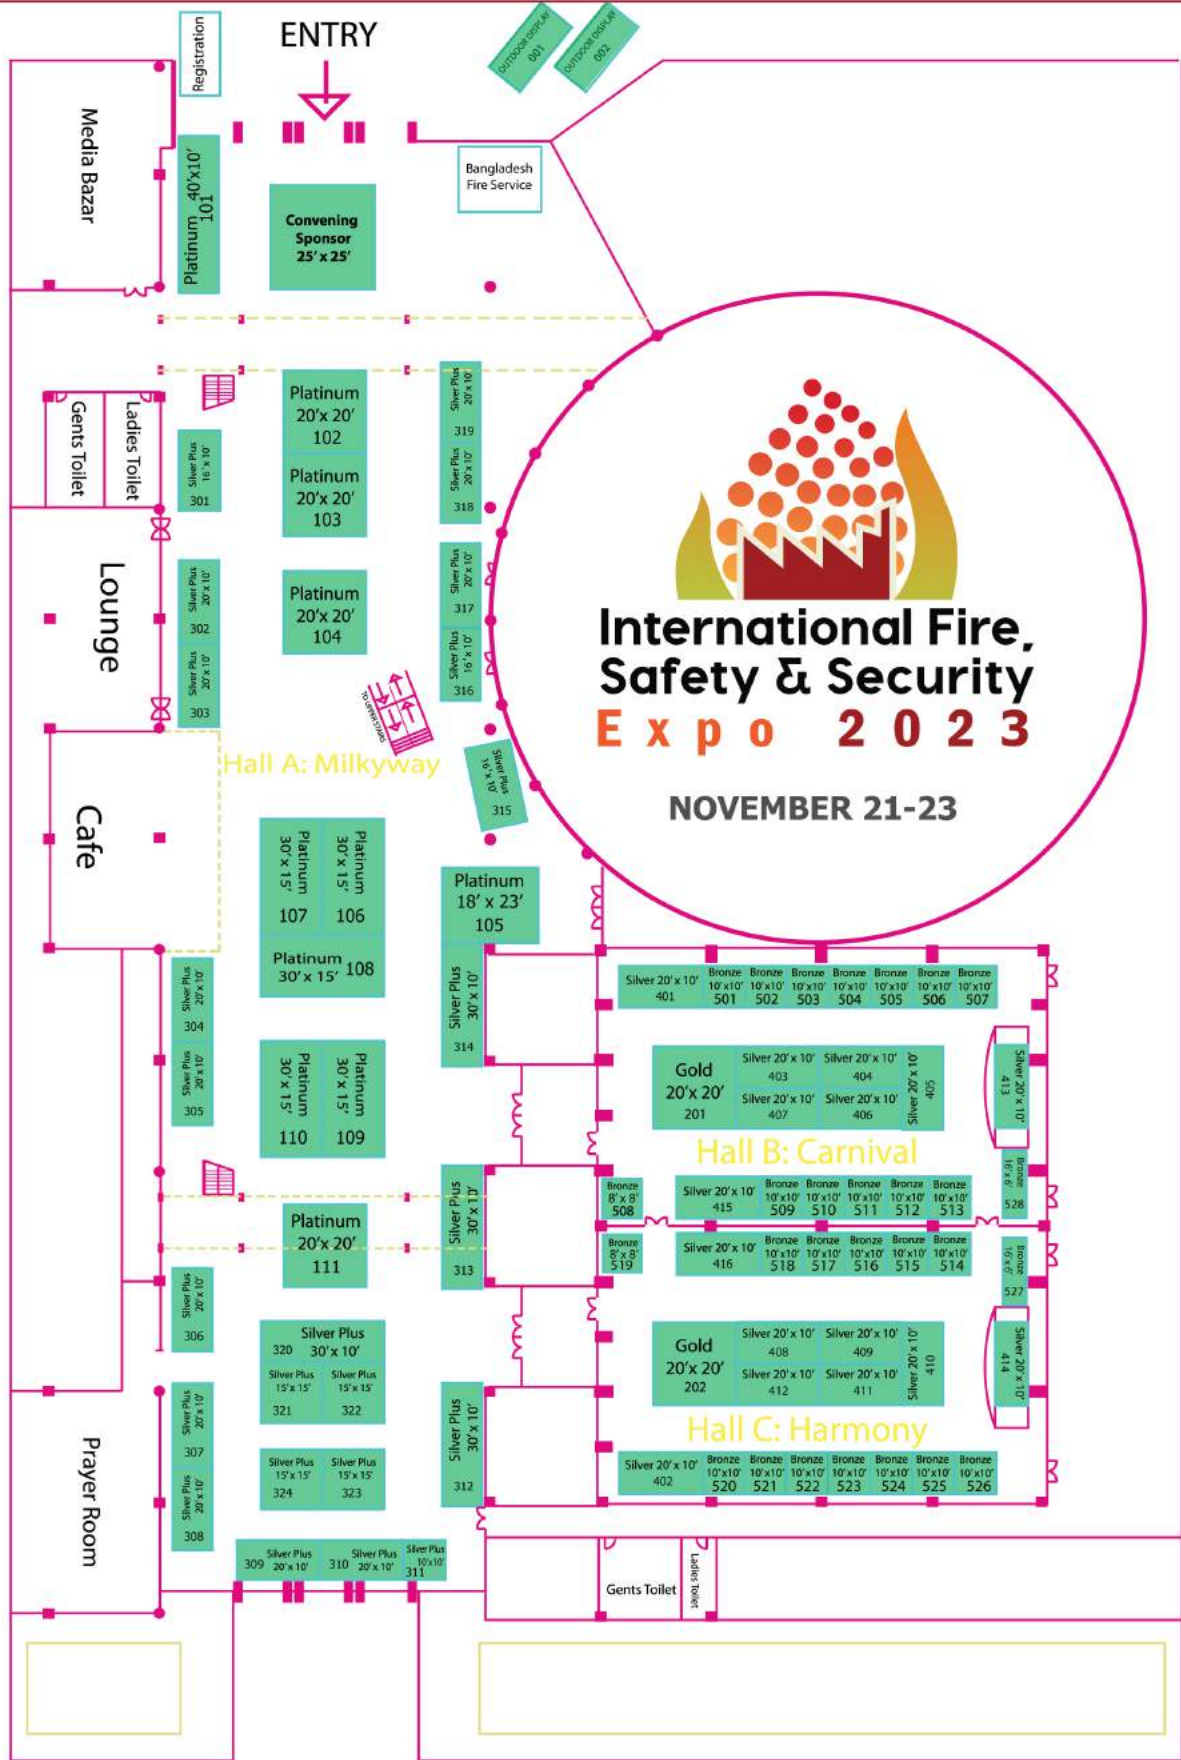 ENTRY
Registration
OUTDOOR DISPLAY
001
OUTDOOR DISPLAY
002
Media Bazar
Platinum 40'x10'
101
Convening
Sponsor
25' x 25'
Bangladesh
Fire Service
Gents Toilet
Ladies Toilet
Silver Plus
16' x 10'
301
Platinum
20'x 20'
102
Platinum
20'x 20'
103
Silver Plus
20'x 10'
319
Silver Plus
20'x 10'
318
Lounge
Silver Plus
20'x 10'
302
Silver Plus
20'x 10'
303
Platinum
20'x 20'
104
Silver Plus
20'x 10'
317
Silver Plus
16'x 10'
316
International Fire,
Safety & Security
Expo 2023
NOVEMBER 21-23
Hall A: Milkyway
Silver Plus
16'x 10'
315
Cafe
Platinum
30'x 15'
107
Platinum
30'x 15'
106
Platinum
30'x 15' 108
Platinum
18' x 23'
105
Silver Plus
30'x 10'
314
Silver Plus
20'x 10'
304
Silver Plus
20'x 10'
305
Platinum
30'x 15'
110
Platinum
30'x 15'
109
Silver 20'x 10'
401
Bronze
10'x10'
501
Bronze
10'x10'
502
Bronze
10'x10'
503
Bronze
10'x10'
504
Bronze
10'x10'
505
Bronze
10'x10'
506
Bronze
10'x10'
507
Gold
20'x 20'
201
Silver 20'x 10'
403
Silver 20'x 10'
404
Silver 20'x 10'
407
Silver 20'x 10'
406
Silver 20'x 10'
405
Silver 20'x 10'
413
Hall B: Carnival
Bronze
8' x 8'
508
Silver 20'x 10'
415
Bronze
10'x10'
509
Bronze
10'x10'
510
Bronze
10'x10'
511
Bronze
10'x10'
512
Bronze
10'x10'
513
Bronze
16'x 6'
528
Silver Plus
30'x 10'
313
Platinum
20'x 20'
111
Bronze
8' x 8'
519
Silver 20'x 10'
416
Bronze
10'x10'
518
Bronze
10'x10'
517
Bronze
10'x10'
516
Bronze
10'x10'
515
Bronze
10'x10'
514
Bronze
16'x 6'
527
Silver Plus
20'x 10'
306
320 Silver Plus
30'x 10'
Silver Plus
15'x 15'
321
Silver Plus
15'x 15'
322
Gold
20'x 20'
202
Silver 20'x 10'
408
Silver 20'x 10'
409
Silver 20'x 10'
412
Silver 20'x 10'
411
Silver 20'x 10'
410
Silver 20'x 10'
414
Hall C: Harmony
Prayer Room
Silver Plus
20'x 10'
307
Silver Plus
20'x 10'
308
Silver Plus
15'x 15'
324
Silver Plus
15'x 15'
323
Silver Plus
30'x 10'
312
Silver 20'x 10'
402
Bronze
10'x10'
520
Bronze
10'x10'
521
Bronze
10'x10'
522
Bronze
10'x10'
523
Bronze
10'x10'
524
Bronze
10'x10'
525
Bronze
10'x10'
526
309 Silver Plus
20'x 10'
310 Silver Plus
20'x 10'
Silver Plus
10'x10'
311
Gents Toilet
Ladies Toilet